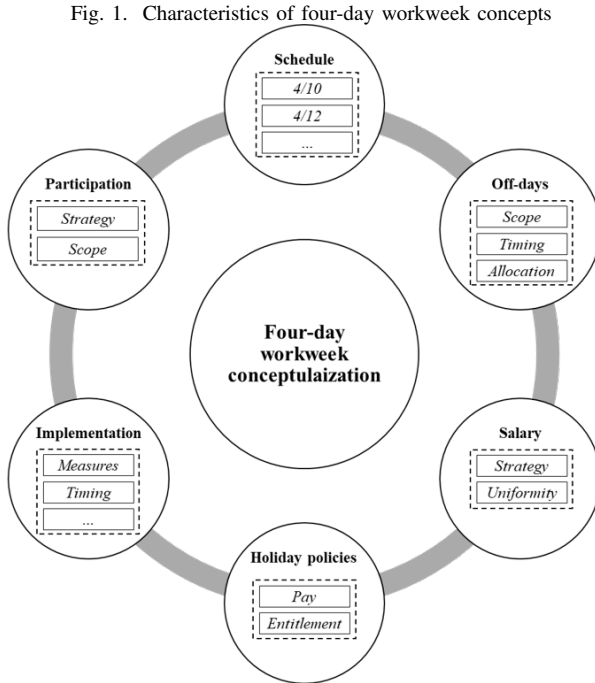 Fig. 1. Characteristics of four-day workweek concepts
Schedule
4/10
4/12
...
Participation
Strategy
Scope
Off-days
Scope
Timing
Allocation
Four-day
workweek
conceptulaization
Implementation
Measures
Timing
...
Salary
Strategy
Uniformity
Holiday policies
Pay
Entitlement